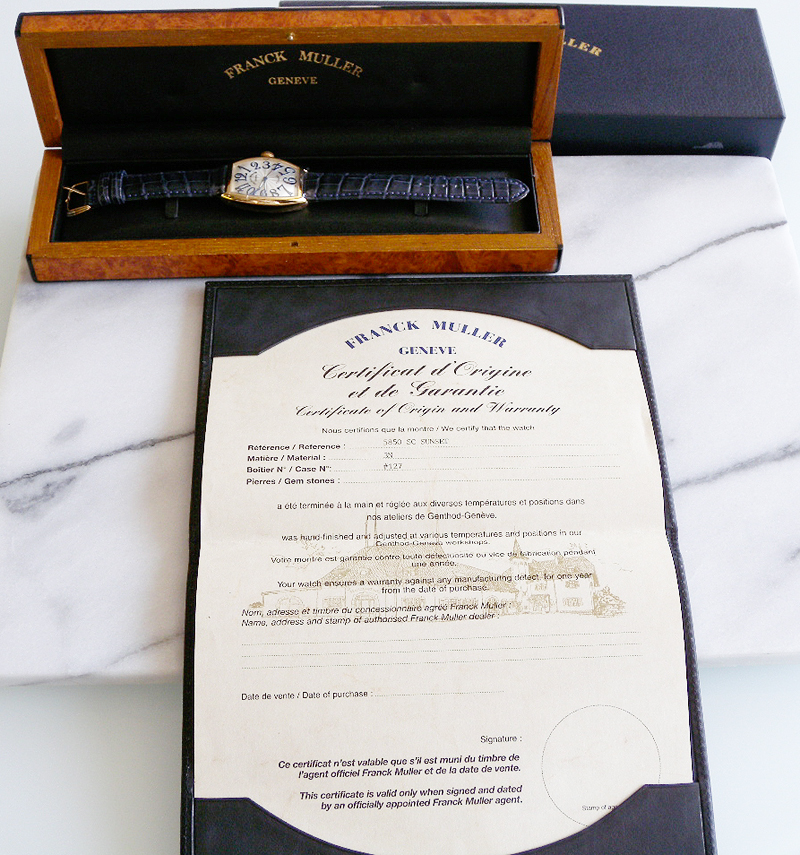 FRANCK MULLER
GENEVE
LLER
FRANCK MULLER
GENEVE
Certificat d'Origine
et de Garantie
Certificate of Origin and Warranty
Nous certifions que la montre / We certify that the watch
Référence / Reference : 5850 SC SUNSET
Matière / Material : 3N
Boîtier N° / Case N°: #127
Pierres / Gem stones :
a été terminée à la main et réglée aux diverses températures et positions dans
nos ateliers de Genthod-Genève.
was hand-finished and adjusted at various temperatures and positions in our
Genthod-Geneva workshops.
Votre montre est garantie contre toute défectuosité ou vice de fabrication pendant
une année.
Your watch ensures a warranty against any manufacturing defect, for one year
from the date of purchase.
Nom, adresse et timbre du concessionnaire agréé Franck Muller :
Name, address and stamp of authorised Franck Muller dealer :
Date de vente / Date of purchase :
Signature :
Ce certificat n'est valable que s'il est muni du timbre de
l'agent officiel Franck Muller et de la date de vente.
This certificate is valid only when signed and dated
by an officially appointed Franck Muller agent.
Stamp of